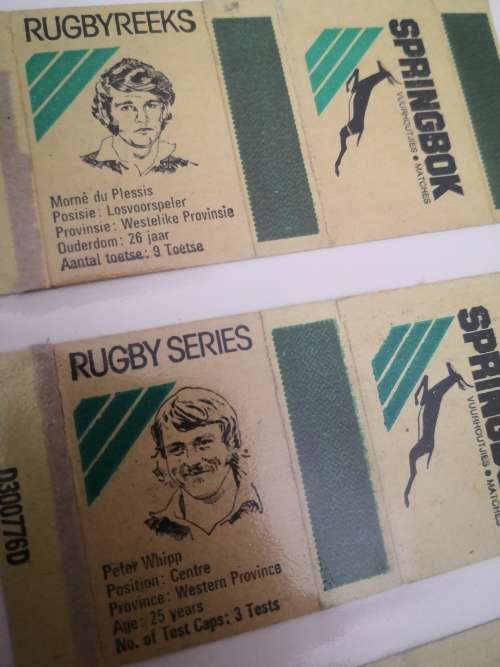 RUGBYREEKS
Mornè du Plessis
Posisie: Losvoorspeler
Provinsie: Westelike Provinsie
Ouderdom: 26 jaar
Aantal toetse: 9 Toetse
SPRINGBOK
VUURHOUTJIES • MATCHES
RUGBY SERIES
Peter Whipp
Position: Centre
Province: Western Province
Age: 25 years
No. of Test Caps: 3 Tests
SPRINGBO
VUURHOUTJIES • MATCHES
D300776D